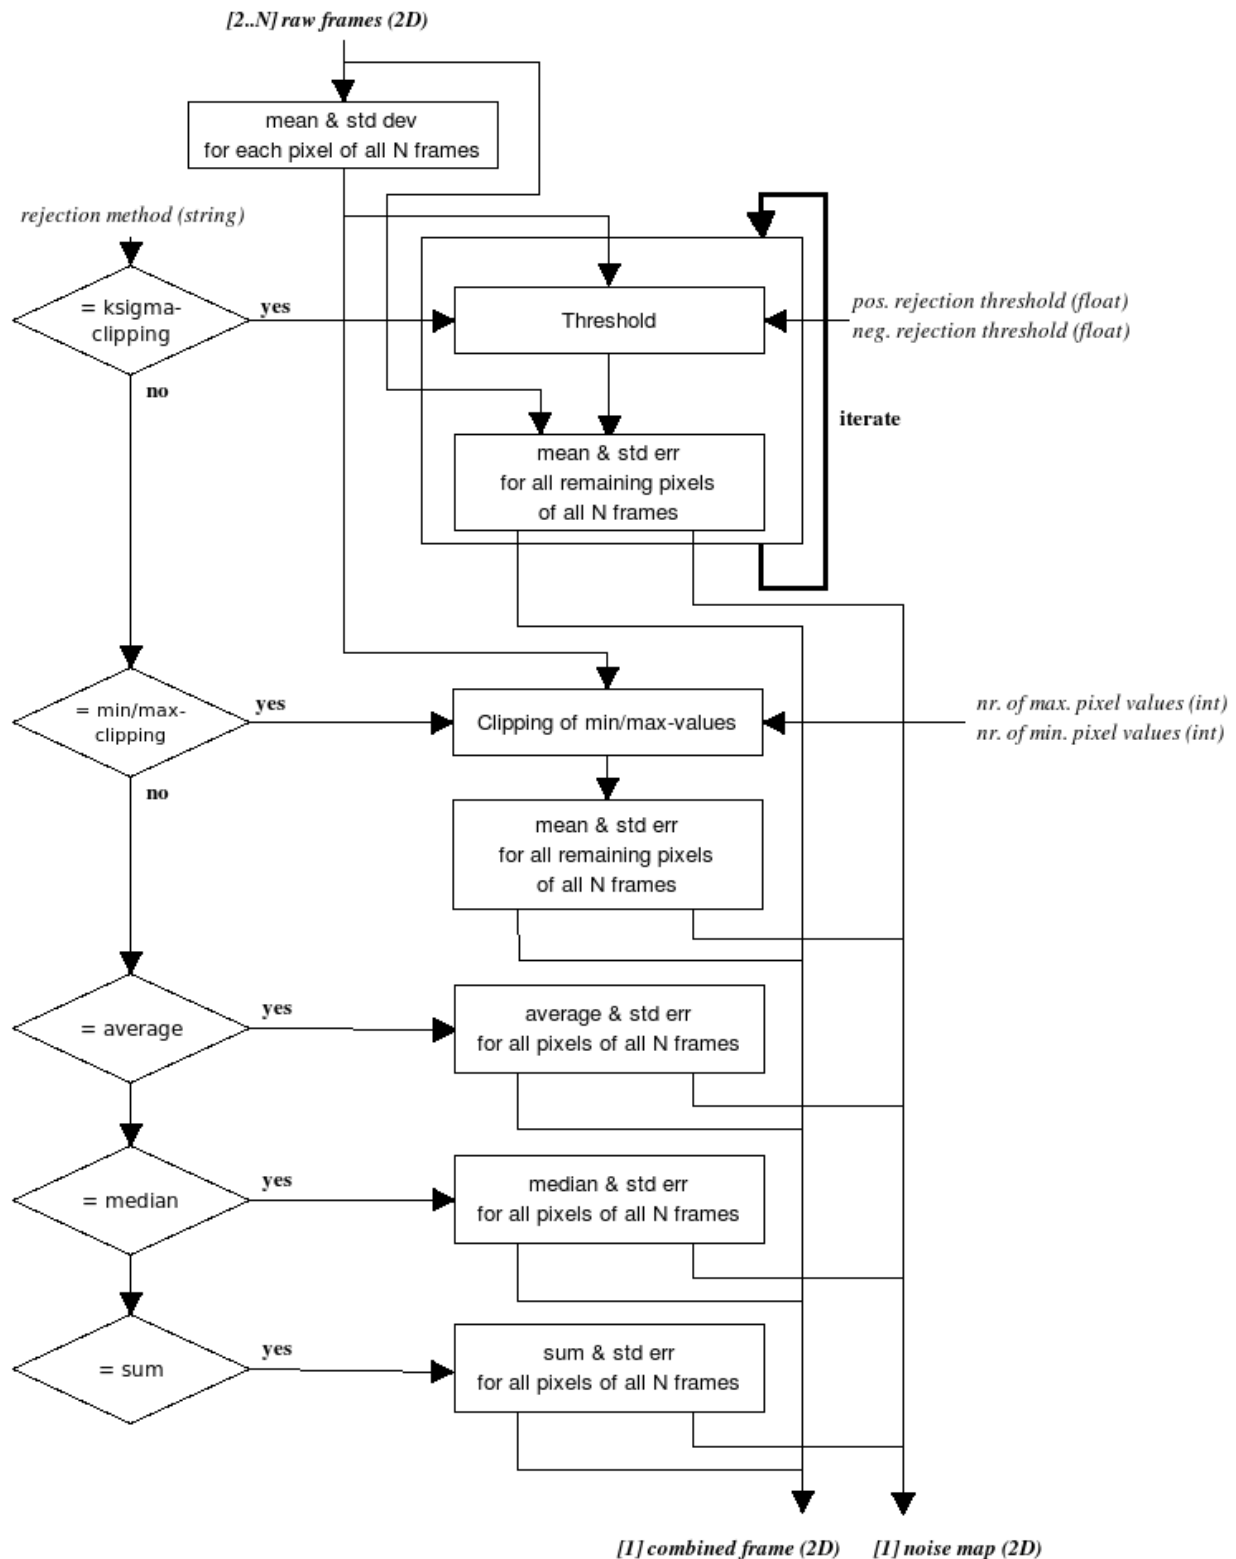 [2..N] raw frames (2D)
mean & std dev
for each pixel of all N frames
rejection method (string)
= ksigma-
clipping
yes
no
Threshold
pos. rejection threshold (float)
neg. rejection threshold (float)
iterate
mean & std err
for all remaining pixels
of all N frames
= min/max-
clipping
yes
no
Clipping of min/max-values
nr. of max. pixel values (int)
nr. of min. pixel values (int)
mean & std err
for all remaining pixels
of all N frames
= average
yes
average & std err
for all pixels of all N frames
= median
yes
median & std err
for all pixels of all N frames
= sum
yes
sum & std err
for all pixels of all N frames
[1] combined frame (2D)
[1] noise map (2D)